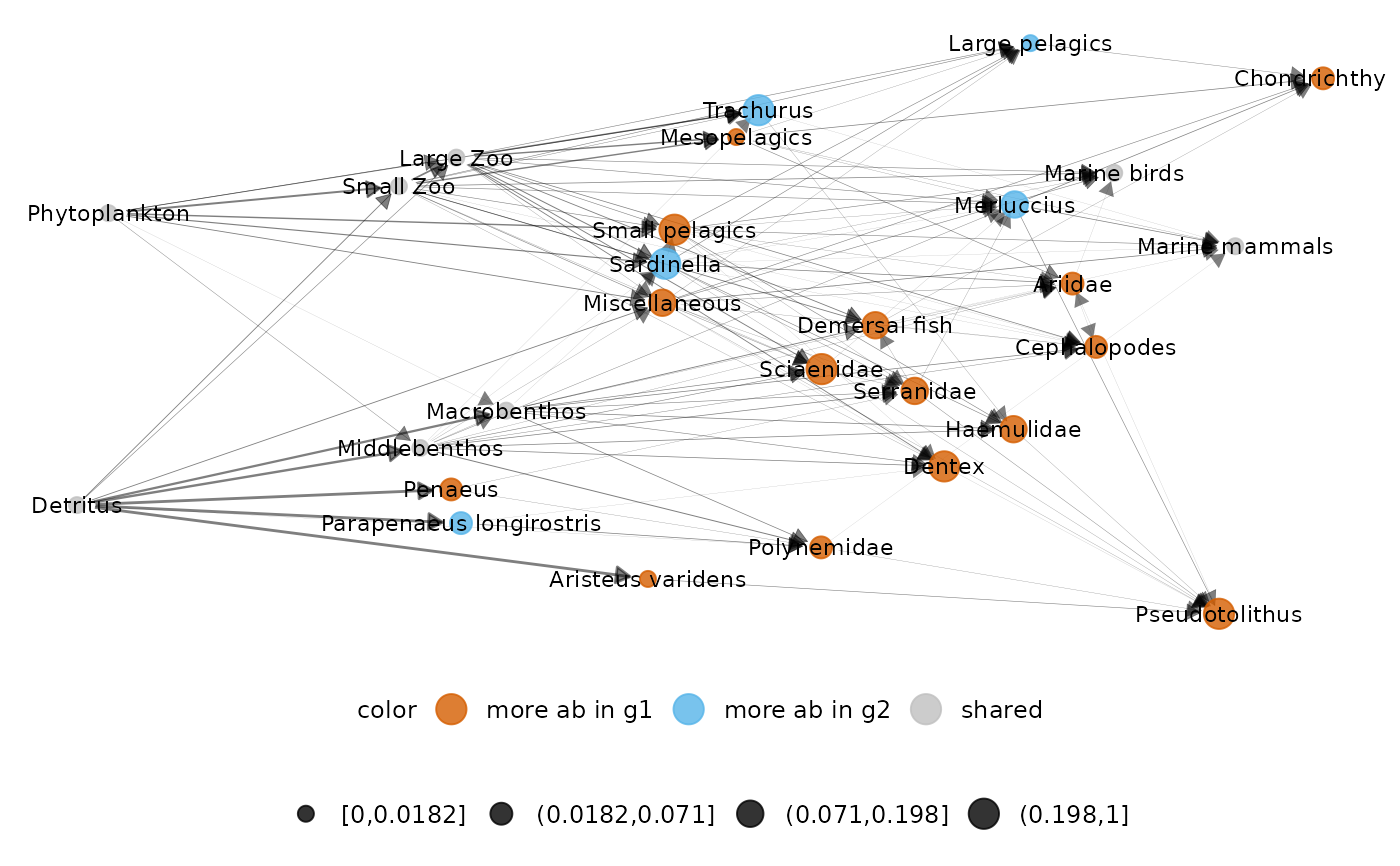 Large pelagics
Chondrichthy
Trachurus
Mesopelagics
Large Zoo
Marine birds
Small Zoo
Merluccius
Phytoplankton
Small pelagics
Marine mammals
Sardinella
Ariidae
Miscellaneous
Demersal fish
Cephalopodes
Sciaenidae
Serranidae
Macrobenthos
Haemulidae
Middlebenthos
Dentex
Penaeus
Detritus
Parapenaeus longirostris
Polynemidae
Aristeus varidens
Pseudotolithus
color more ab in g1 more ab in g2 shared
[0,0.0182] (0.0182,0.071] (0.071,0.198] (0.198,1]